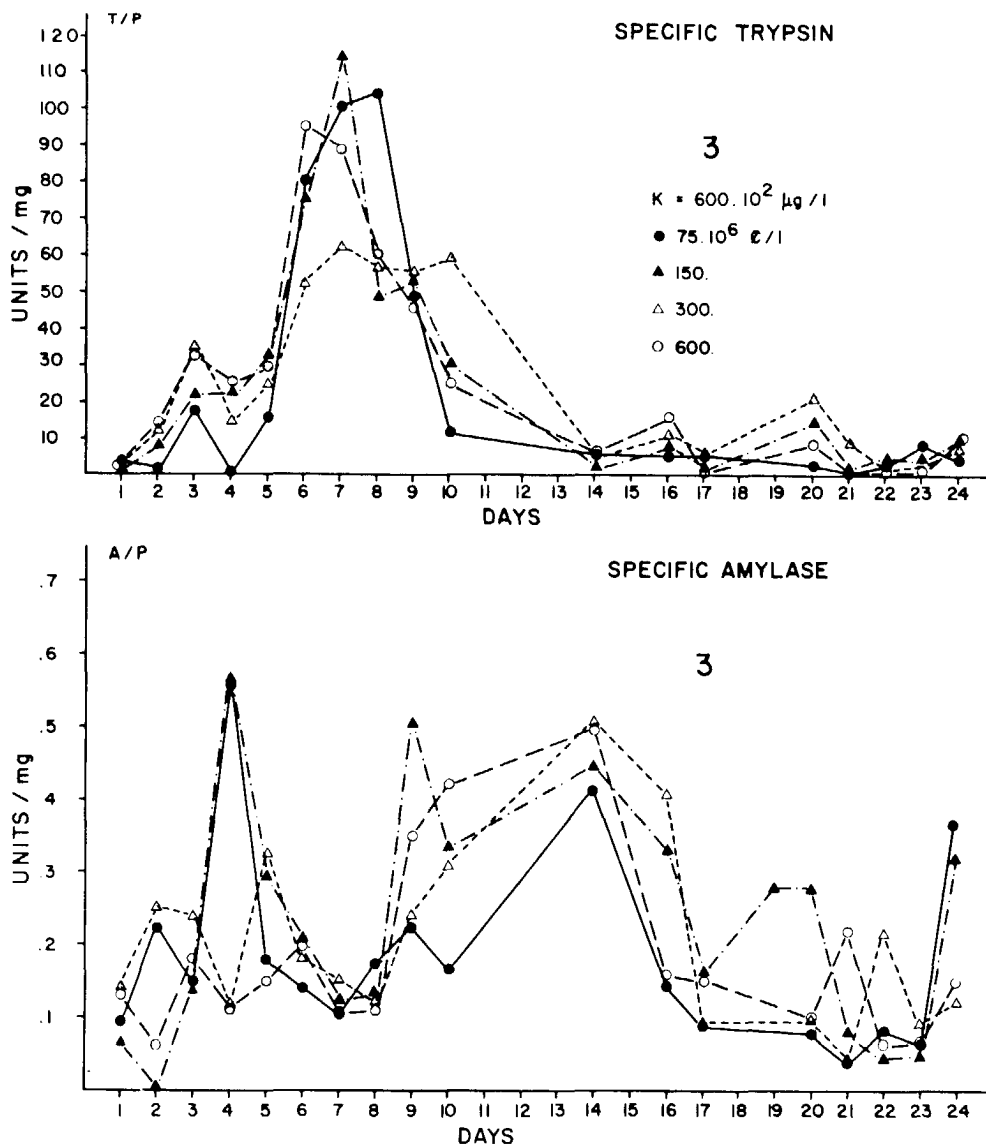 T/P
SPECIFIC TRYPSIN
120
110
100
90
80
70
60
50
40
30
20
10
UNITS / mg
3
K = 600. 10² µg /l
● 75.10⁶ ℓ/l
▲ 150.
△ 300.
○ 600.
1 2 3 4 5 6 7 8 9 10 11 12 13 14 15 16 17 18 19 20 21 22 23 24
DAYS
A/P
SPECIFIC AMYLASE
.7
.6
.5
.4
.3
.2
.1
UNITS / mg
3
1 2 3 4 5 6 7 8 9 10 11 12 13 14 15 16 17 18 19 20 21 22 23 24
DAYS